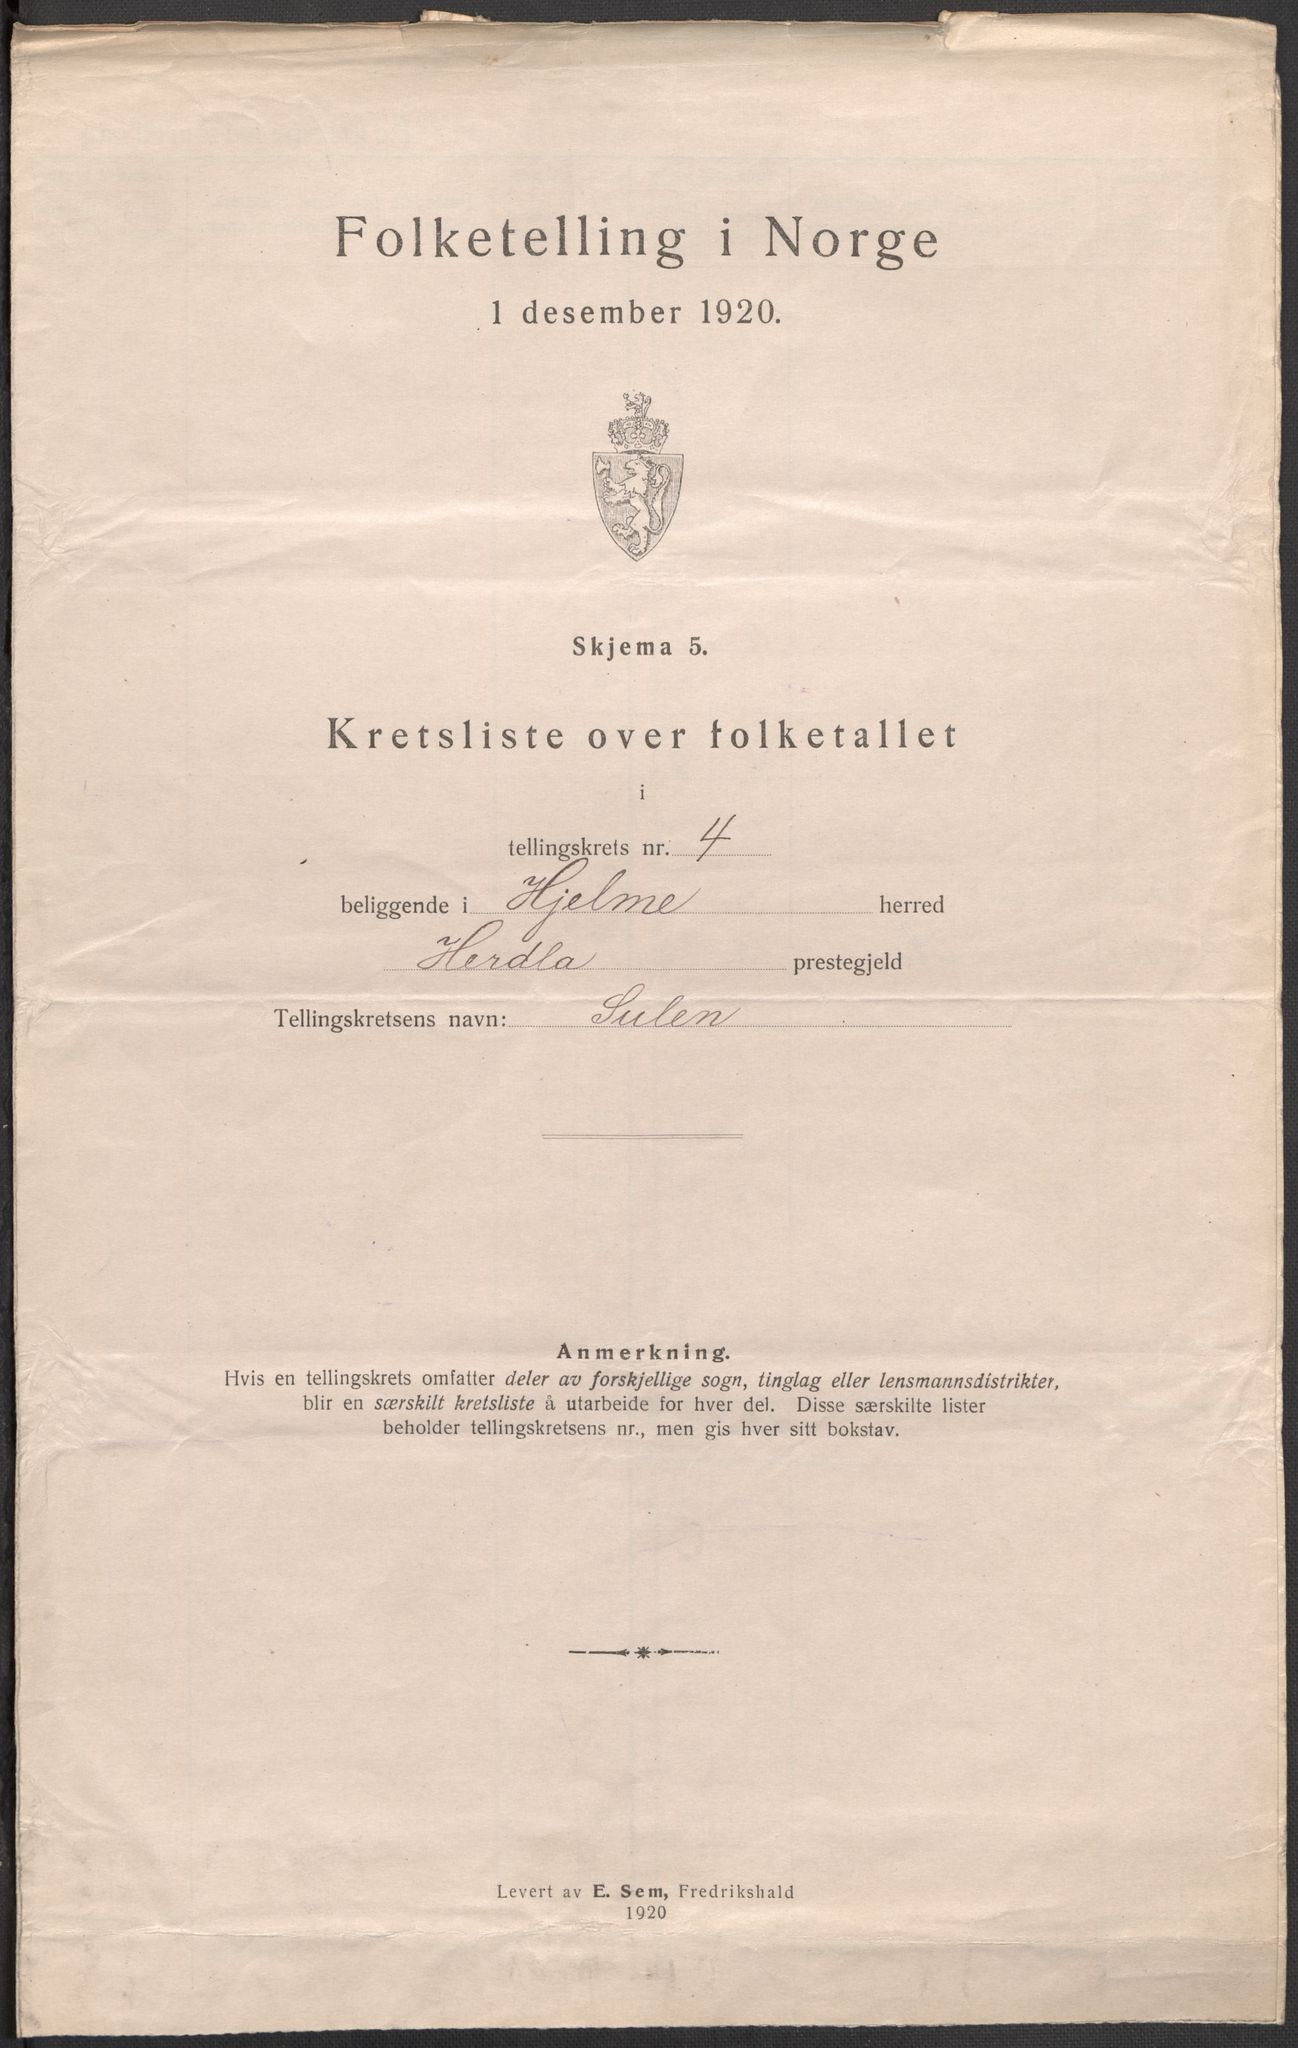 Folketelling i Norge
1 desember 1920.
Skjema 5.
Kretsliste over folketallet
i
tellingskrets nr. 4
beliggende i Hjelme herred
Herdla prestegjeld
Tellingskretsens navn: Sulen
Anmerkning.
Hvis en tellingskrets omfatter deler av forskjellige sogn, tinglag eller lensmannsdistrikter,
blir en særskilt kretsliste å utarbeide for hver del. Disse særskilte lister
beholder tellingskretsens nr., men gis hver sitt bokstav.
Levert av E. Sem, Fredrikshald
1920